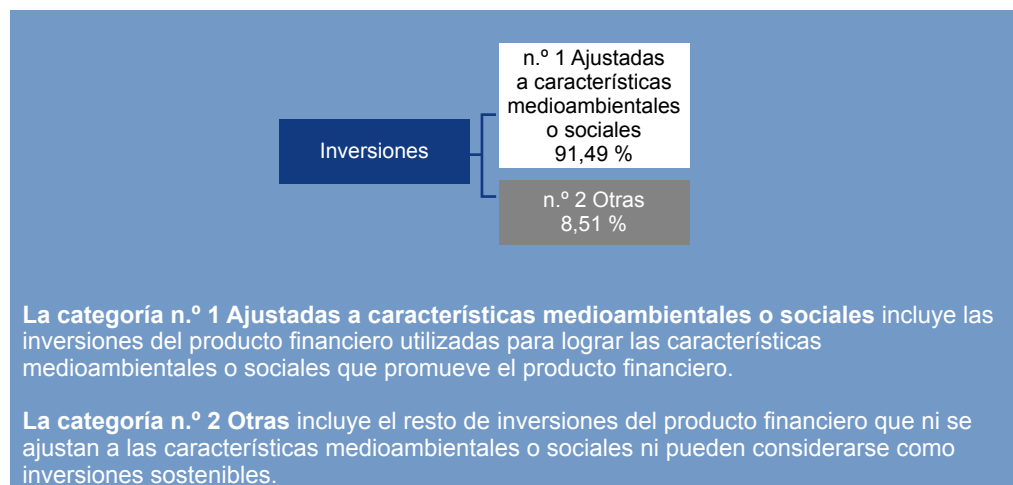 n.º 1 Ajustadas
a características
medioambientales
o sociales
91,49 %
Inversiones
n.º 2 Otras
8,51 %
La categoría n.º 1 Ajustadas a características medioambientales o sociales incluye las
inversiones del producto financiero utilizadas para lograr las características
medioambientales o sociales que promueve el producto financiero.
La categoría n.º 2 Otras incluye el resto de inversiones del producto financiero que ni se
ajustan a las características medioambientales o sociales ni pueden considerarse como
inversiones sostenibles.